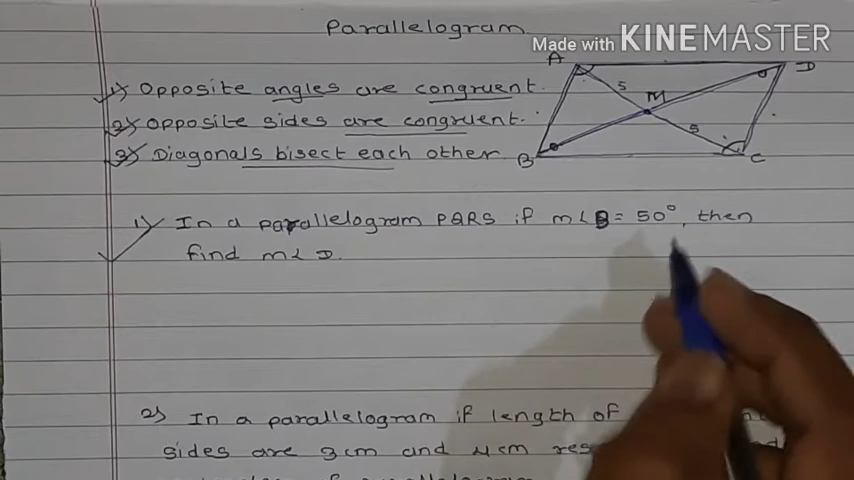 Parallelogram
Made with KINEMASTER
A D
1) Opposite angles are congruent.
5 M
2) Opposite sides are congruent.
5
3) Diagonals bisect each other
B C
1) In a parallelogram PQRS if m∠B = 50°, then
find m∠D.
2) In a parallelogram if length of
sides are 3cm and 4cm